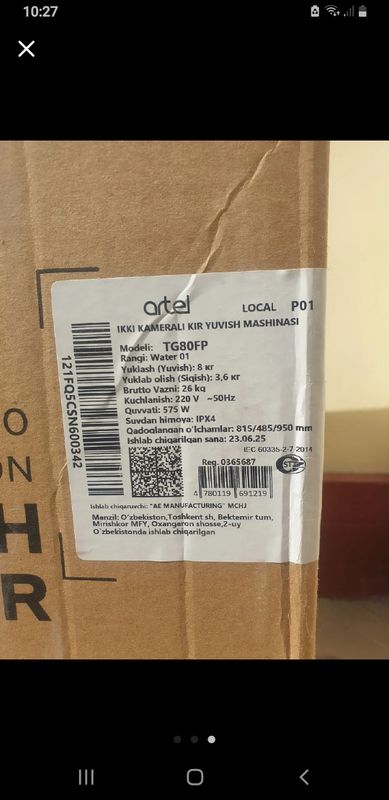 10:27
artel
LOCAL P01
IKKI KAMERALI KIR YUVISH MASHINASI
Modeli: TG80FP
Rangi: Water 01
Yuklash (Yuvish): 8 кг
Yuklab olish (Siqish): 3,6 кг
Brutto Vazni: 26 kg
Kuchlanish: 220 V ~50Hz
Quvvati: 575 W
Suvdan himoya: IPX4
Qadoqlangan o'lchamlar: 815/485/950 mm
Ishlab chiqarilgan sana: 23.06.25
IEC 60335-2-7-2014
Reg. 0365687
4 780119 691219
121FQ5CSN600342
Ishlab chiqaruvchi: "AE MANUFACTURING" MCHJ
Manzil: O'zbekiston,Toshkent sh, Bektemir tum,
Mirishkor MFY, Oxangaron shosse,2-uy
O'zbekistonda ishlab chiqarilgan
O
ON
H
R